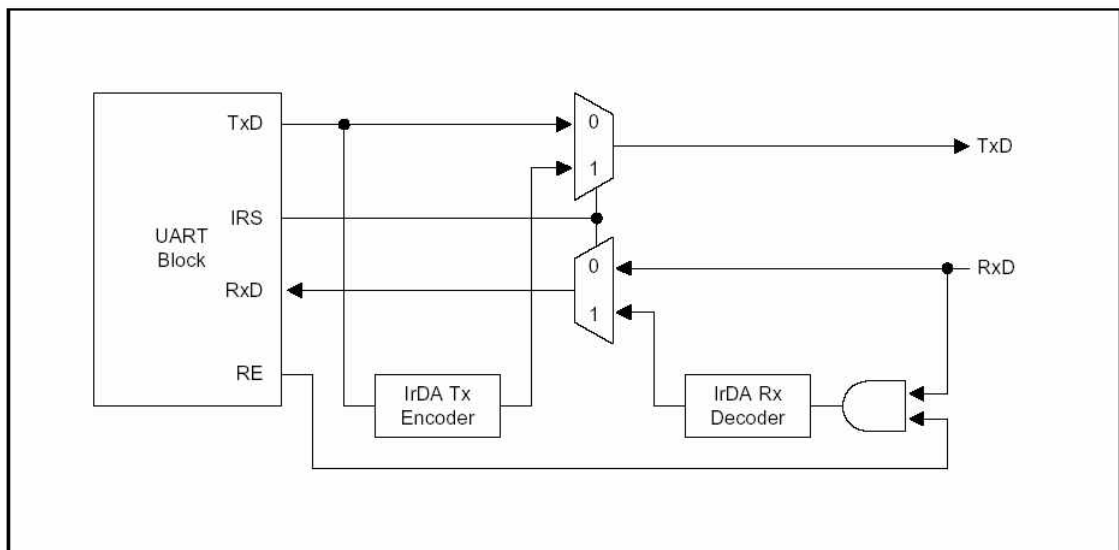 TxD
0
TxD
1
IRS
UART
Block
0
RxD
RxD
1
RE
IrDA Tx
Encoder
IrDA Rx
Decoder